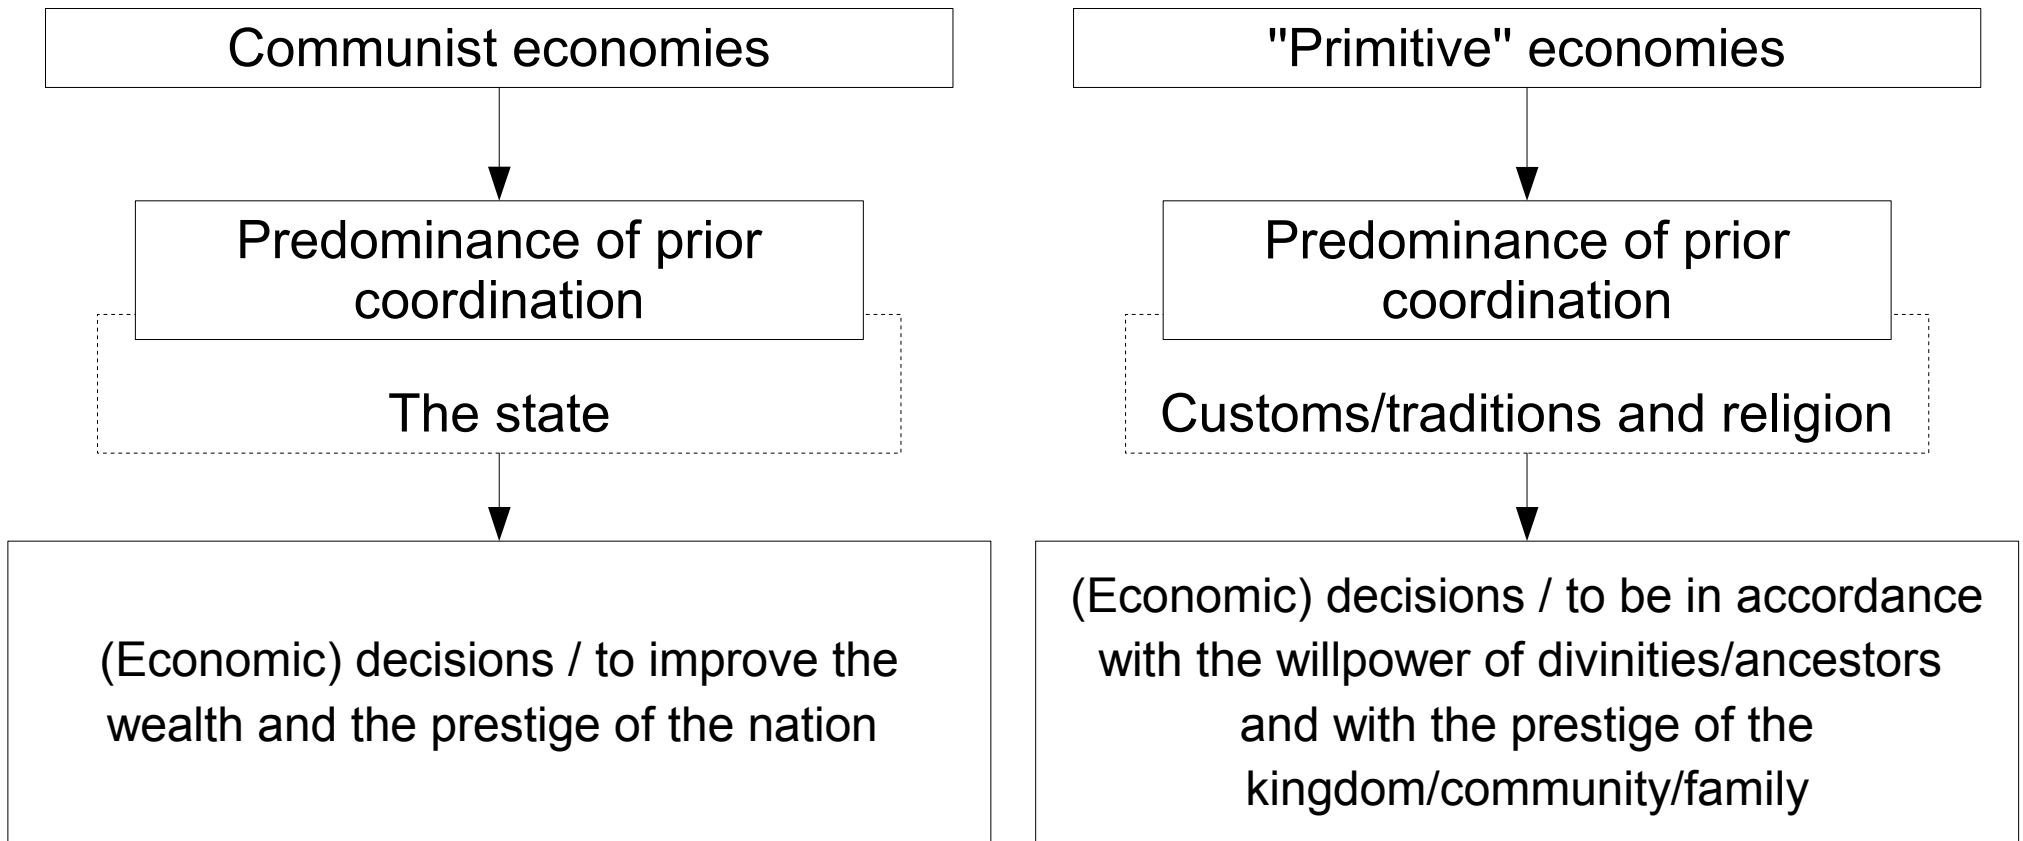 Communist economies
Predominance of prior
coordination
The state
(Economic) decisions / to improve the
wealth and the prestige of the nation
"Primitive" economies
Predominance of prior
coordination
Customs/traditions and religion
(Economic) decisions / to be in accordance
with the willpower of divinities/ancestors
and with the prestige of the
kingdom/community/family